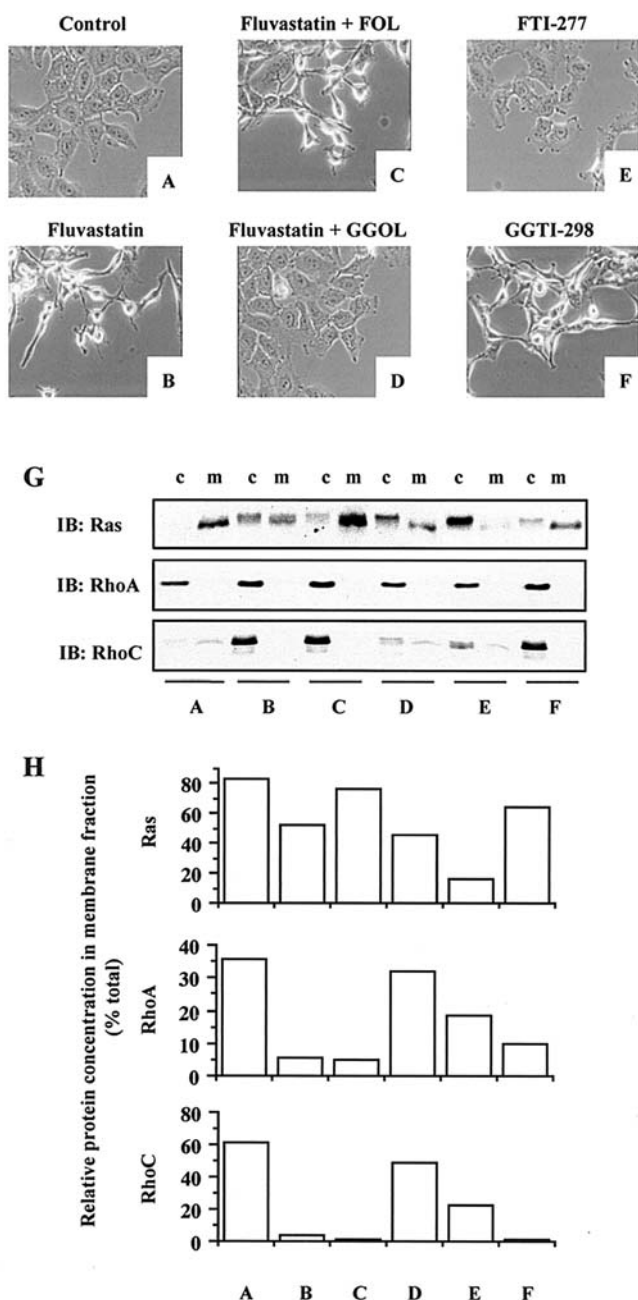 Control
Fluvastatin + FOL
FTI-277
A
C
E
Fluvastatin
Fluvastatin + GGOL
GGTI-298
B
D
F
G
c m c m c m c m c m c m
IB: Ras
IB: RhoA
IB: RhoC
A B C D E F
H
Relative protein concentration in membrane fraction
(% total)
Ras
80
60
40
20
0
RhoA
40
30
20
10
0
RhoC
80
60
40
20
0
A B C D E F